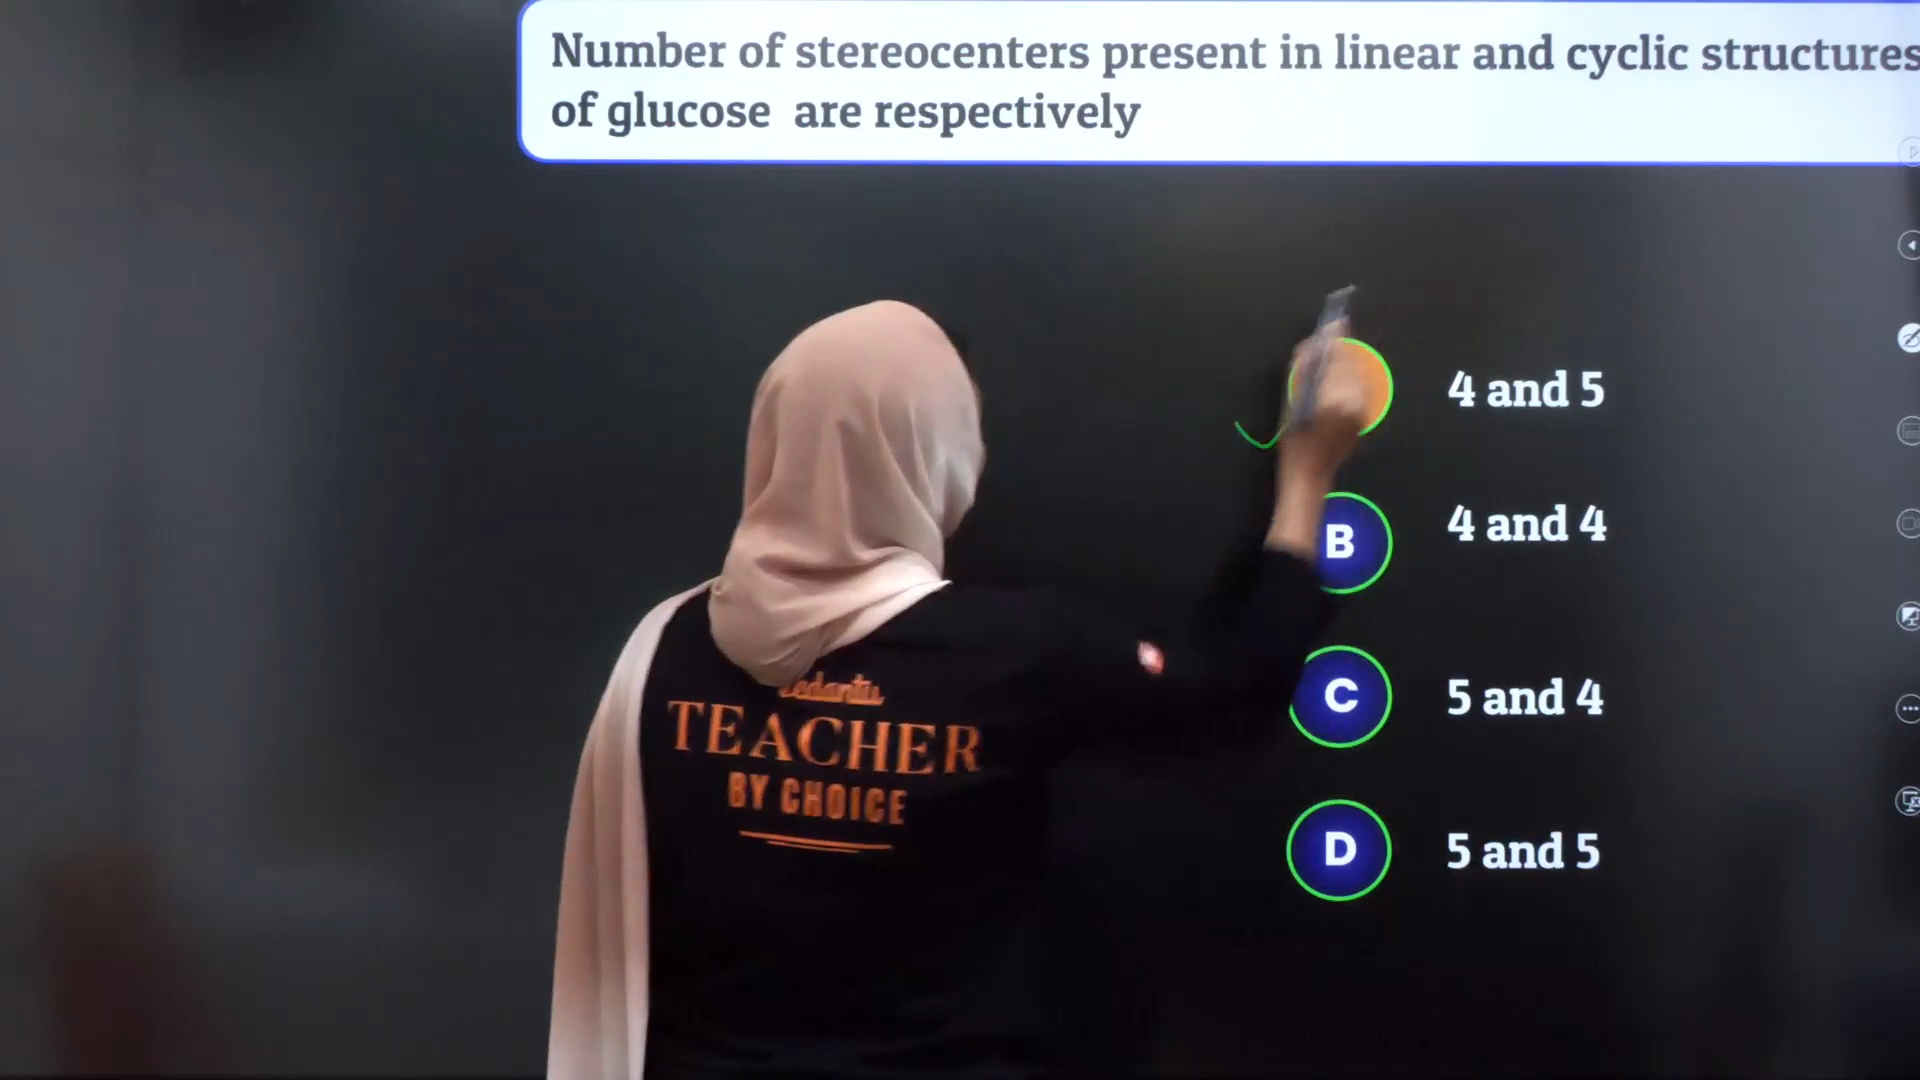 Number of stereocenters present in linear and cyclic structures
of glucose are respectively
4 and 5
B 4 and 4
C 5 and 4
D 5 and 5
Vedantu
TEACHER
BY CHOICE